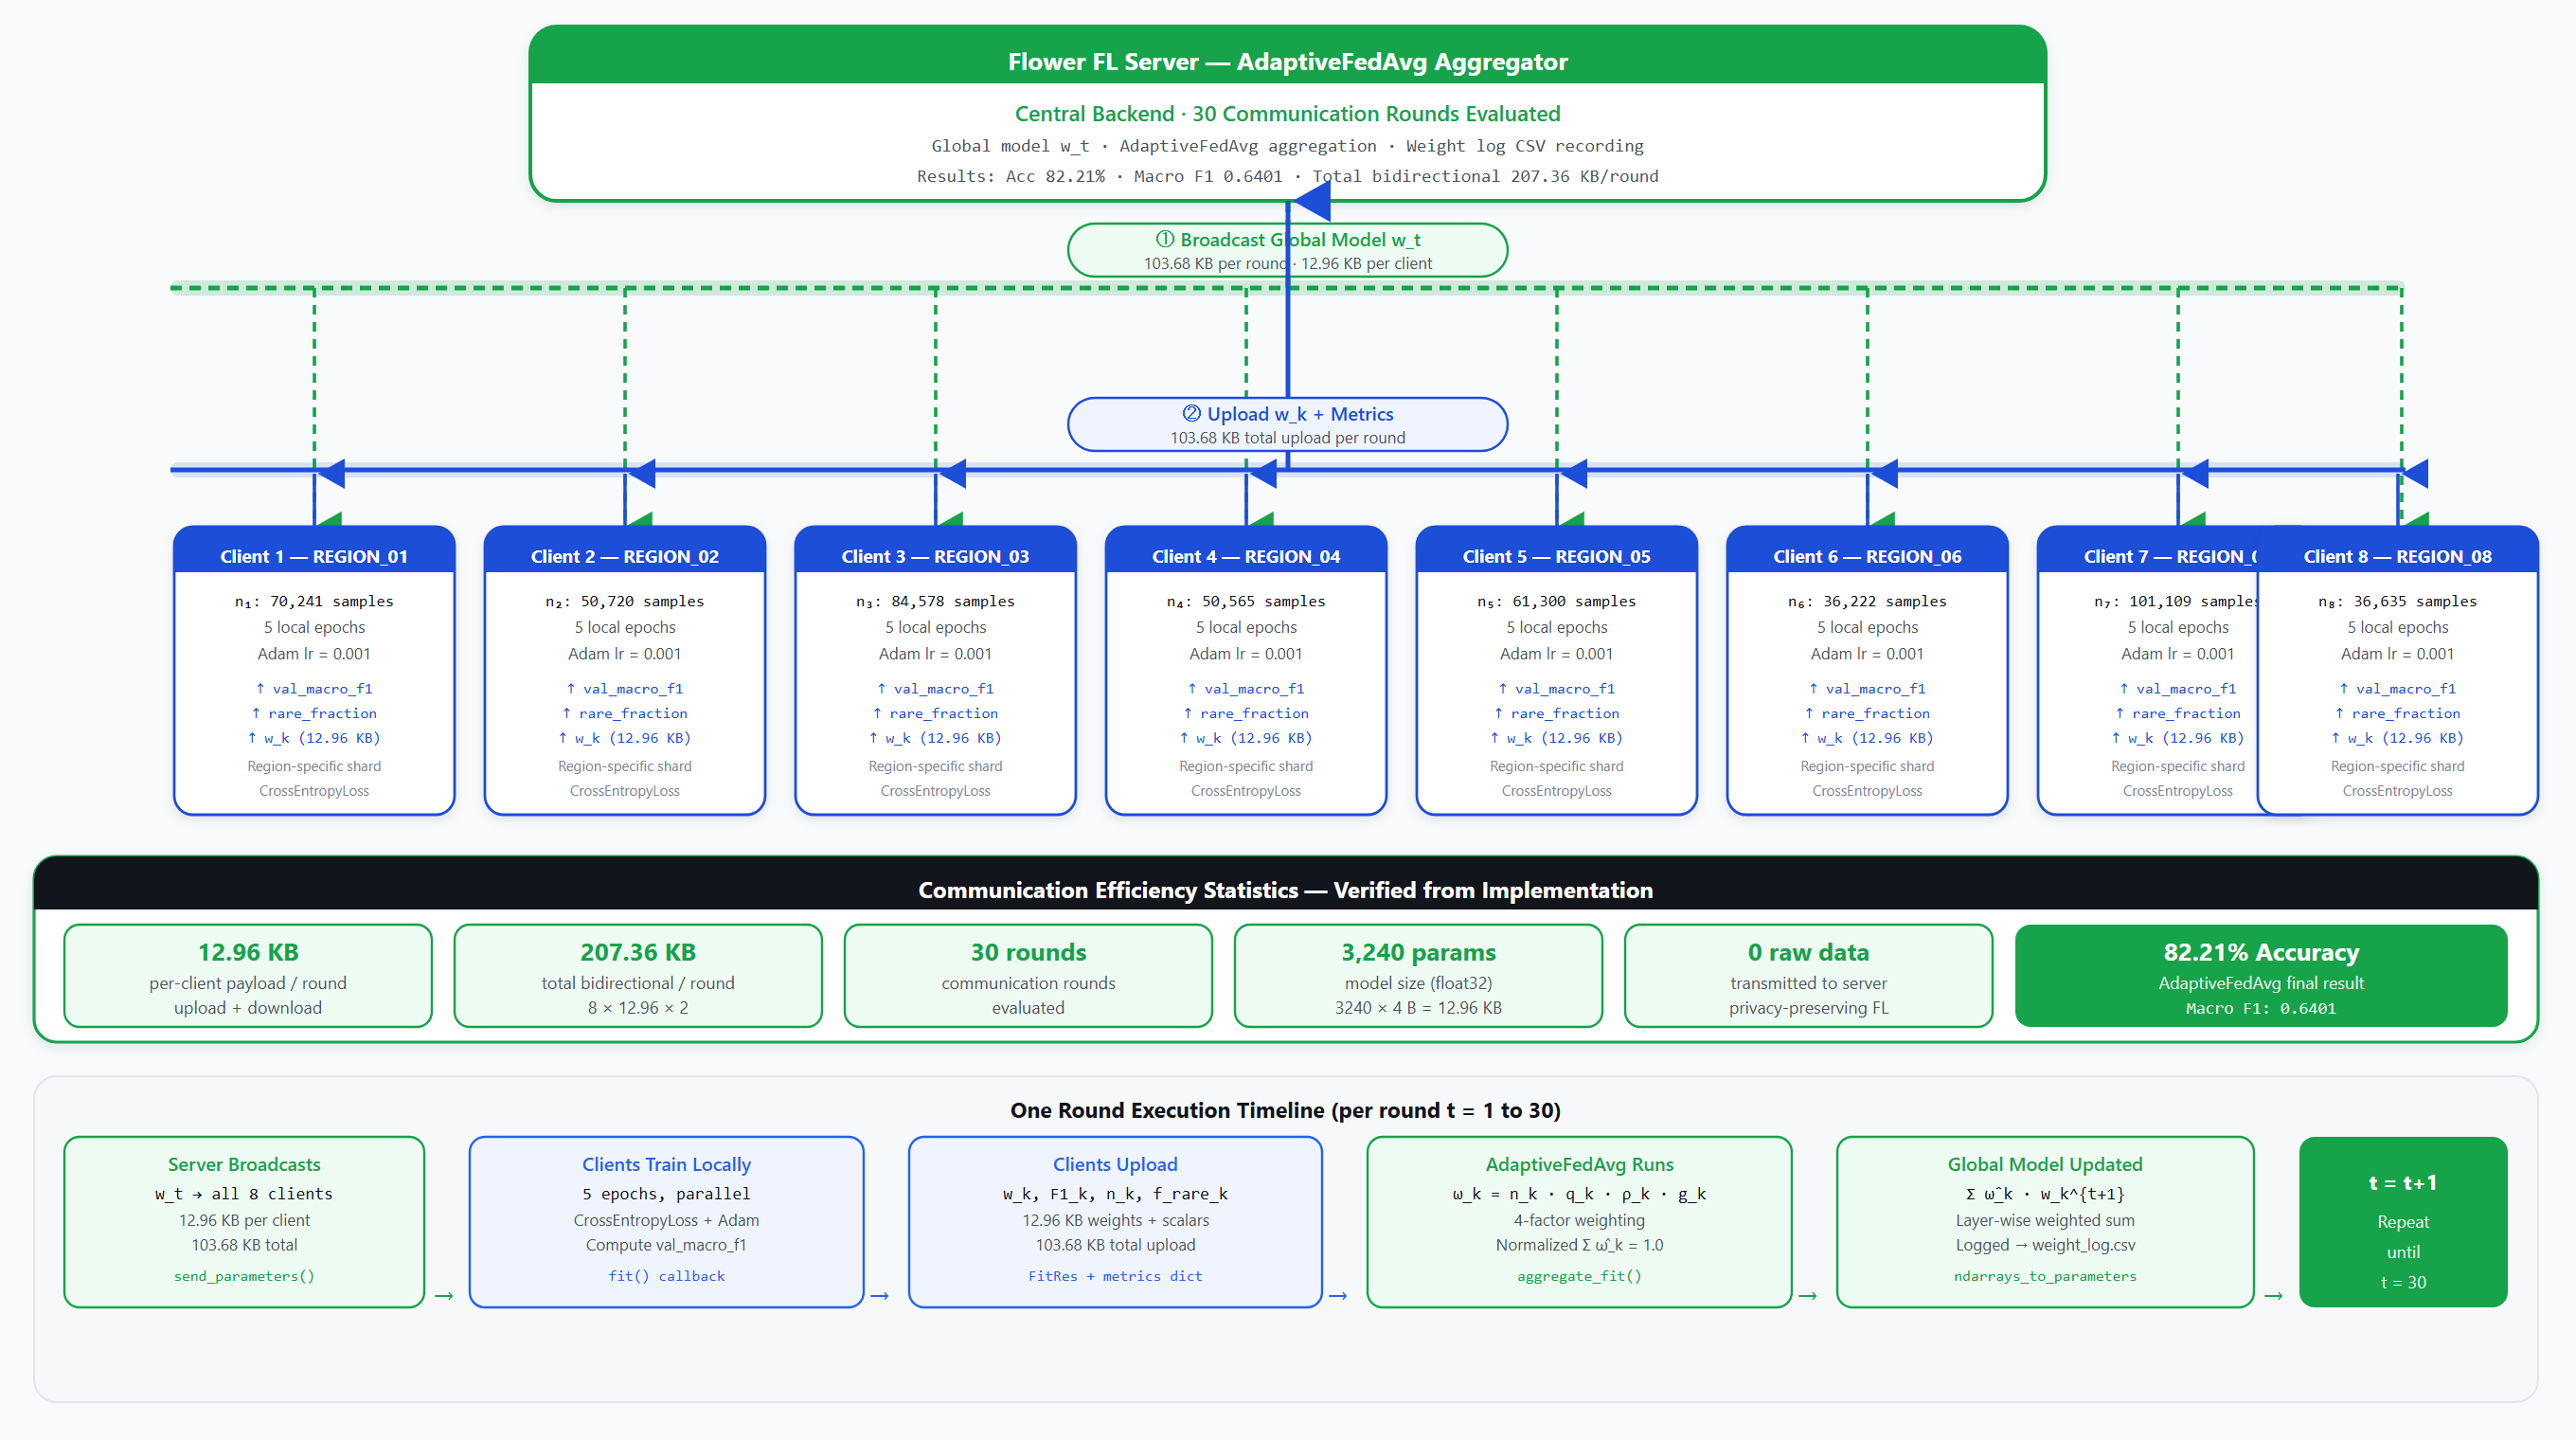 Flower FL Server — AdaptiveFedAvg Aggregator
Central Backend · 30 Communication Rounds Evaluated
Global model w_t · AdaptiveFedAvg aggregation · Weight log CSV recording
Results: Acc 82.21% · Macro F1 0.6401 · Total bidirectional 207.36 KB/round
① Broadcast Global Model w_t
103.68 KB per round · 12.96 KB per client
② Upload w_k + Metrics
103.68 KB total upload per round
Client 1 — REGION_01
n₁: 70,241 samples
5 local epochs
Adam lr = 0.001
↑ val_macro_f1
↑ rare_fraction
↑ w_k (12.96 KB)
Region-specific shard
CrossEntropyLoss
Client 2 — REGION_02
n₂: 50,720 samples
5 local epochs
Adam lr = 0.001
↑ val_macro_f1
↑ rare_fraction
↑ w_k (12.96 KB)
Region-specific shard
CrossEntropyLoss
Client 3 — REGION_03
n₃: 84,578 samples
5 local epochs
Adam lr = 0.001
↑ val_macro_f1
↑ rare_fraction
↑ w_k (12.96 KB)
Region-specific shard
CrossEntropyLoss
Client 4 — REGION_04
n₄: 50,565 samples
5 local epochs
Adam lr = 0.001
↑ val_macro_f1
↑ rare_fraction
↑ w_k (12.96 KB)
Region-specific shard
CrossEntropyLoss
Client 5 — REGION_05
n₅: 61,300 samples
5 local epochs
Adam lr = 0.001
↑ val_macro_f1
↑ rare_fraction
↑ w_k (12.96 KB)
Region-specific shard
CrossEntropyLoss
Client 6 — REGION_06
n₆: 36,222 samples
5 local epochs
Adam lr = 0.001
↑ val_macro_f1
↑ rare_fraction
↑ w_k (12.96 KB)
Region-specific shard
CrossEntropyLoss
Client 7 —
n₇: 101,109 samples
5 local epochs
Adam lr = 0.001
↑ val_macro_f1
↑ rare_fraction
↑ w_k (12.96 KB)
Region-specific shard
CrossEntropyLoss
Client 8 — REGION_08
n₈: 36,635 samples
5 local epochs
Adam lr = 0.001
↑ val_macro_f1
↑ rare_fraction
↑ w_k (12.96 KB)
Region-specific shard
CrossEntropyLoss
Communication Efficiency Statistics — Verified from Implementation
12.96 KB
per-client payload / round
upload + download
207.36 KB
total bidirectional / round
8 × 12.96 × 2
30 rounds
communication rounds
evaluated
3,240 params
model size (float32)
3240 × 4 B = 12.96 KB
0 raw data
transmitted to server
privacy-preserving FL
82.21% Accuracy
AdaptiveFedAvg final result
Macro F1: 0.6401
One Round Execution Timeline (per round t = 1 to 30)
Server Broadcasts
w_t → all 8 clients
12.96 KB per client
103.68 KB total
send_parameters()
→
Clients Train Locally
5 epochs, parallel
CrossEntropyLoss + Adam
Compute val_macro_f1
fit() callback
→
Clients Upload
w_k, F1_k, n_k, f_rare_k
12.96 KB weights + scalars
103.68 KB total upload
FitRes + metrics dict
→
AdaptiveFedAvg Runs
ω_k = n_k · q_k · ρ_k · g_k
4-factor weighting
Normalized Σ ω̂_k = 1.0
aggregate_fit()
→
Global Model Updated
Σ ω̂_k · w_k^{t+1}
Layer-wise weighted sum
Logged → weight_log.csv
ndarrays_to_parameters
→
t = t+1
Repeat
until
t = 30